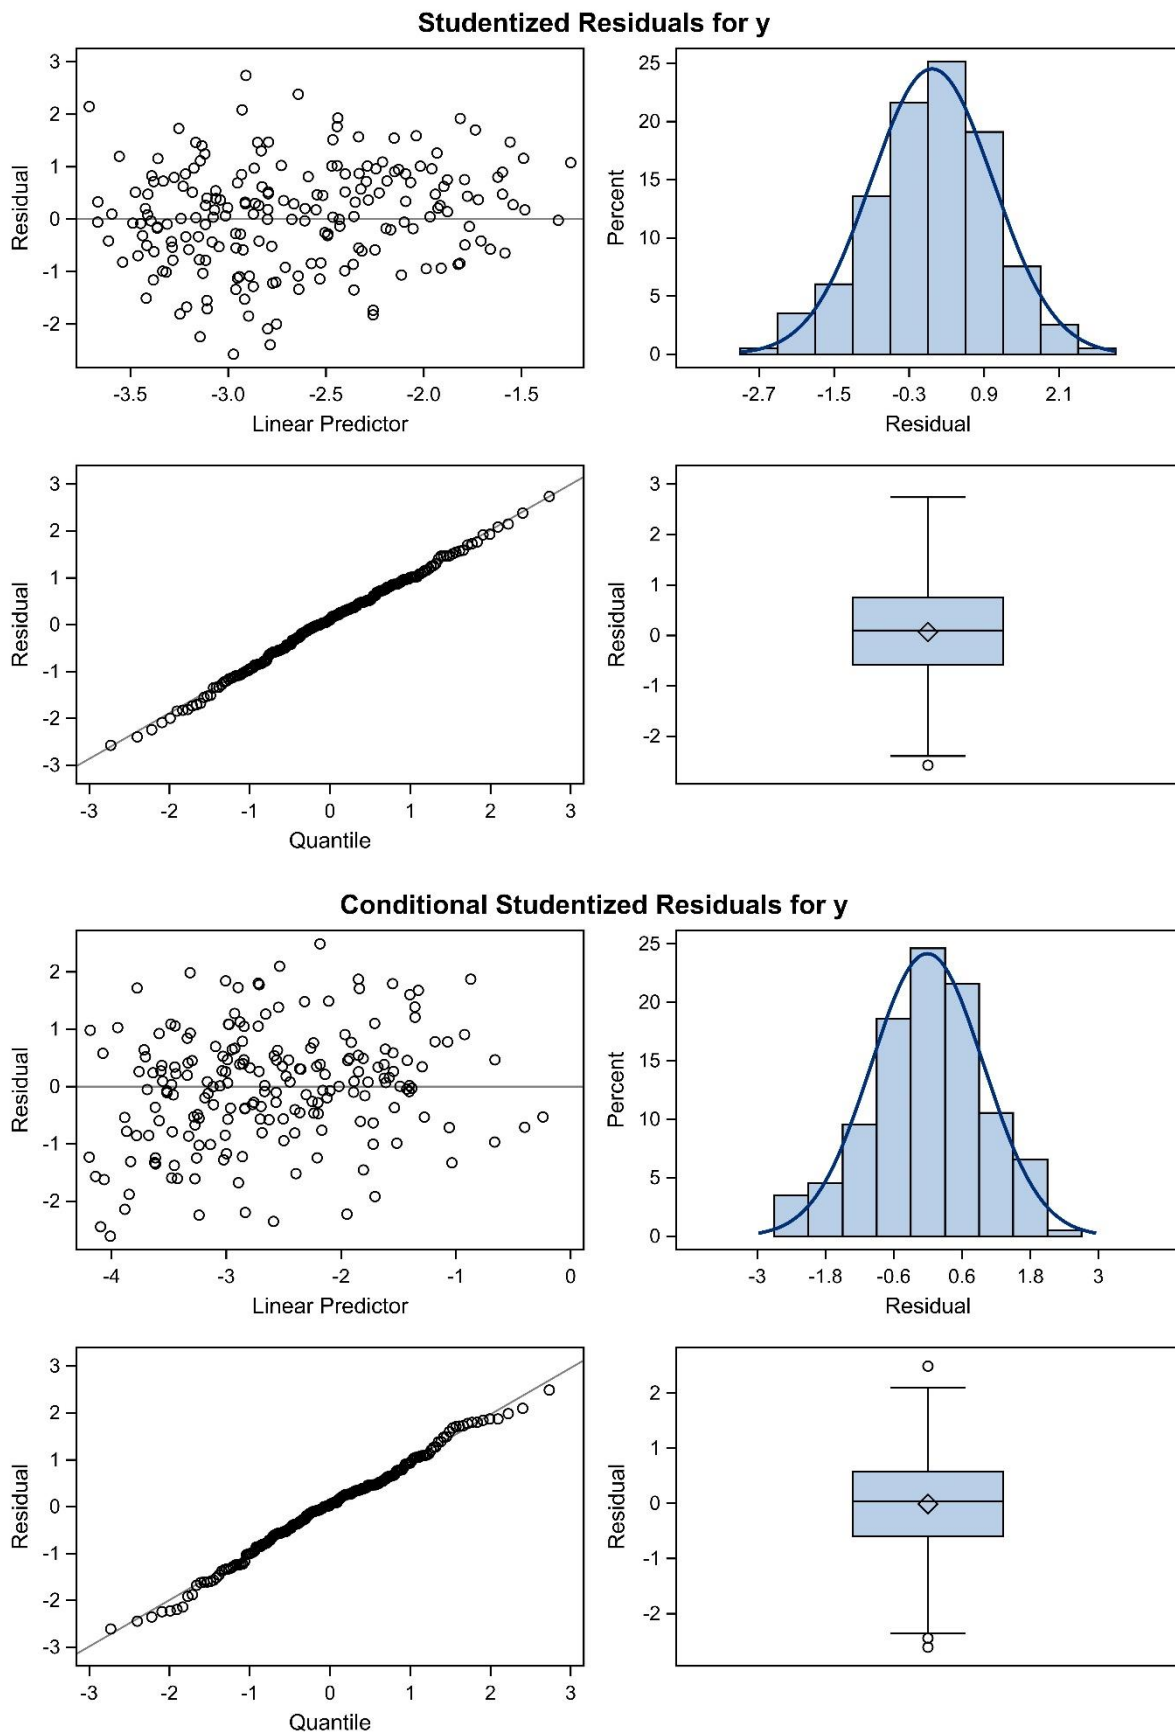 Studentized Residuals for y
3
2
1
0
-1
-2
Residual
-3.5 -3.0 -2.5 -2.0 -1.5
Linear Predictor
25
20
15
10
5
0
Percent
-2.7 -1.5 -0.3 0.9 2.1
Residual
3
2
1
0
-1
-2
-3
Residual
-3 -2 -1 0 1 2 3
Quantile
3
2
1
0
-1
-2
Residual
Conditional Studentized Residuals for y
2
1
0
-1
-2
Residual
-4 -3 -2 -1 0
Linear Predictor
25
20
15
10
5
0
Percent
-3 -1.8 -0.6 0.6 1.8 3
Residual
3
2
1
0
-1
-2
-3
Residual
-3 -2 -1 0 1 2 3
Quantile
2
1
0
-1
-2
Residual